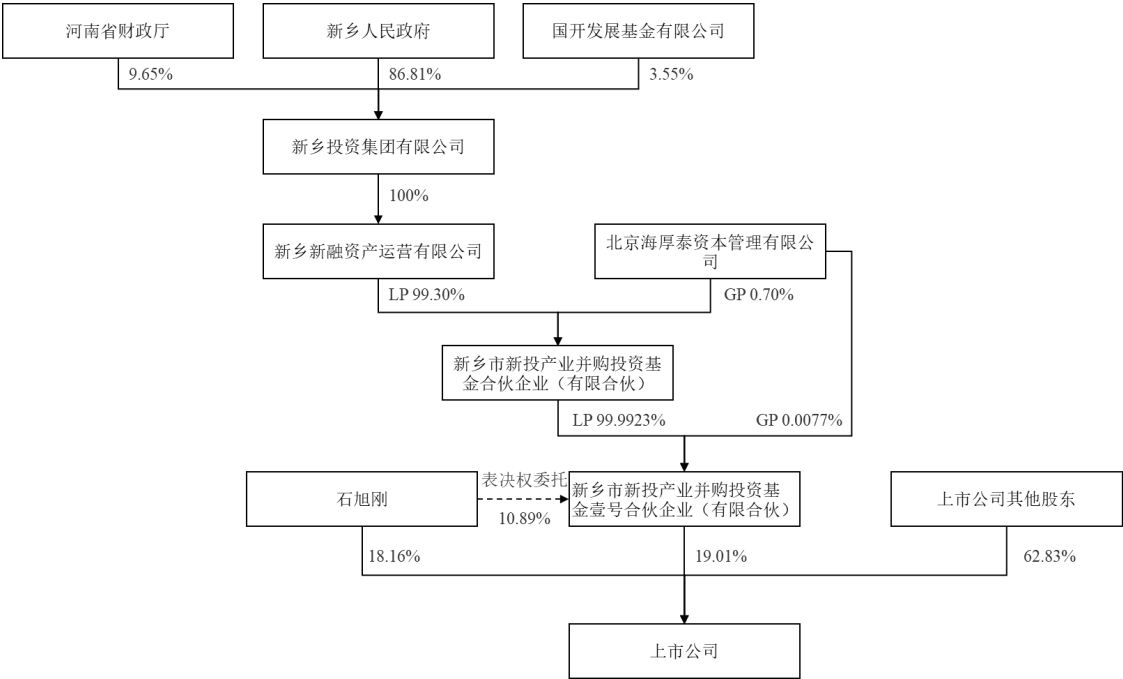 河南省财政厅
新乡人民政府
国开发展基金有限公司
9.65%
86.81%
3.55%
新乡投资集团有限公司
100%
新乡新融资产运营有限公司
北京海厚泰资本管理有限公
司
LP 99.30%
GP 0.70%
新乡市新投产业并购投资基
金合伙企业（有限合伙）
LP 99.9923%
GP 0.0077%
石旭刚
表决权委托
10.89%
新乡市新投产业并购投资基
金壹号合伙企业（有限合伙）
上市公司其他股东
18.16%
19.01%
62.83%
上市公司